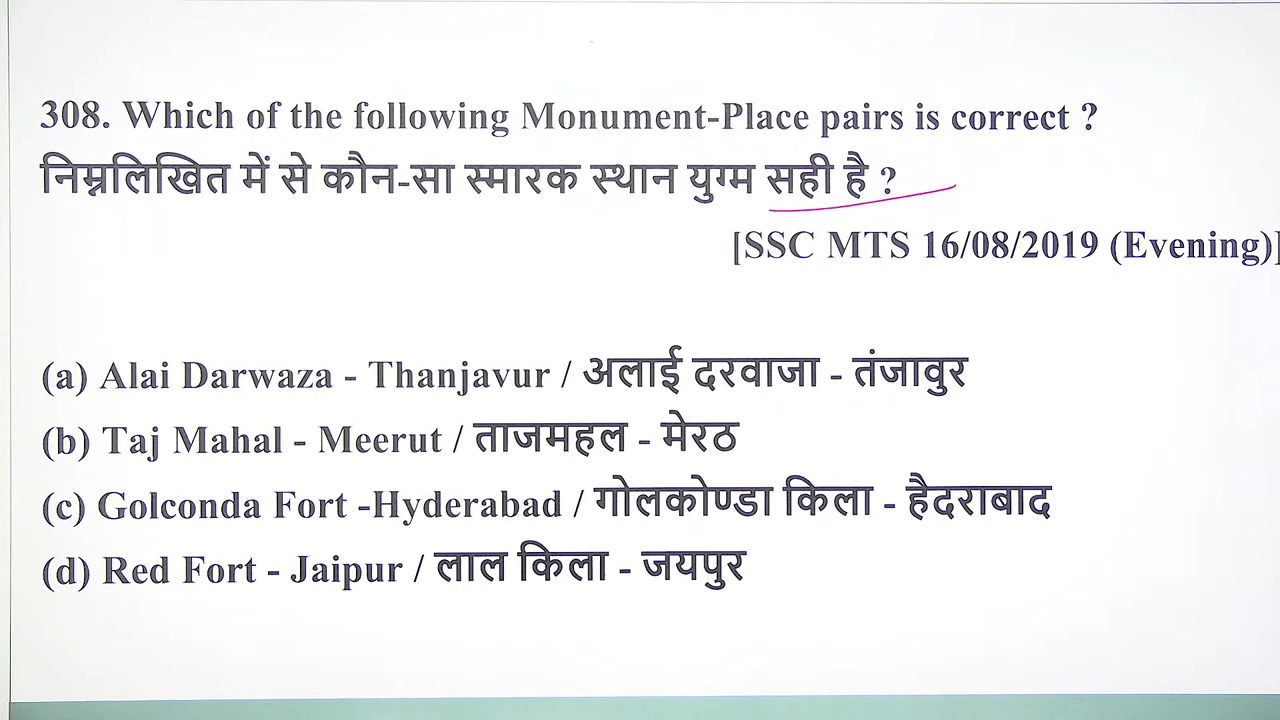 308. Which of the following Monument-Place pairs is correct ?
निम्नलिखित में से कौन-सा स्मारक स्थान युग्म सही है ?
[SSC MTS 16/08/2019 (Evening)]
(a) Alai Darwaza - Thanjavur / अलाई दरवाजा - तंजावुर
(b) Taj Mahal - Meerut / ताजमहल - मेरठ
(c) Golconda Fort -Hyderabad / गोलकोण्डा किला - हैदराबाद
(d) Red Fort - Jaipur / लाल किला - जयपुर